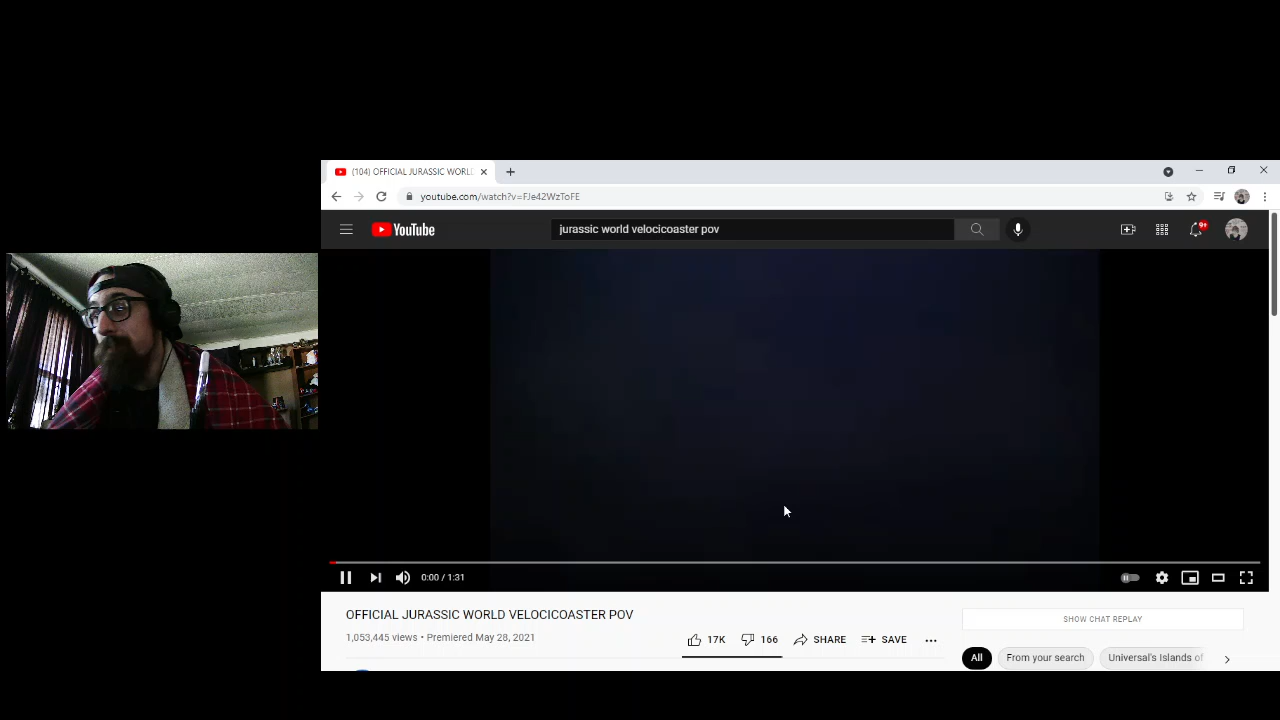 (104) OFFICIAL JURASSIC WORL
youtube.com/watch?v=FJe42WzToFE
YouTube
jurassic world velocicoaster pov
9+
0:00 / 1:31
OFFICIAL JURASSIC WORLD VELOCICOASTER POV
1,053,445 views • Premiered May 28, 2021
17K
166
SHARE
SAVE
SHOW CHAT REPLAY
All
From your search
Universal's Islands of